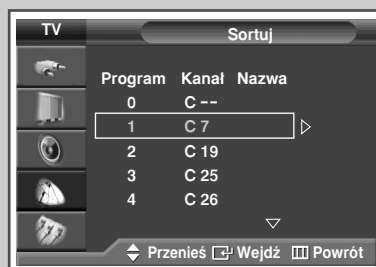 TV Sortuj
Program Kanał Nazwa
0 C --
1 C 7
2 C 19
3 C 25
4 C 26
Przenieś Wejdź Powrót